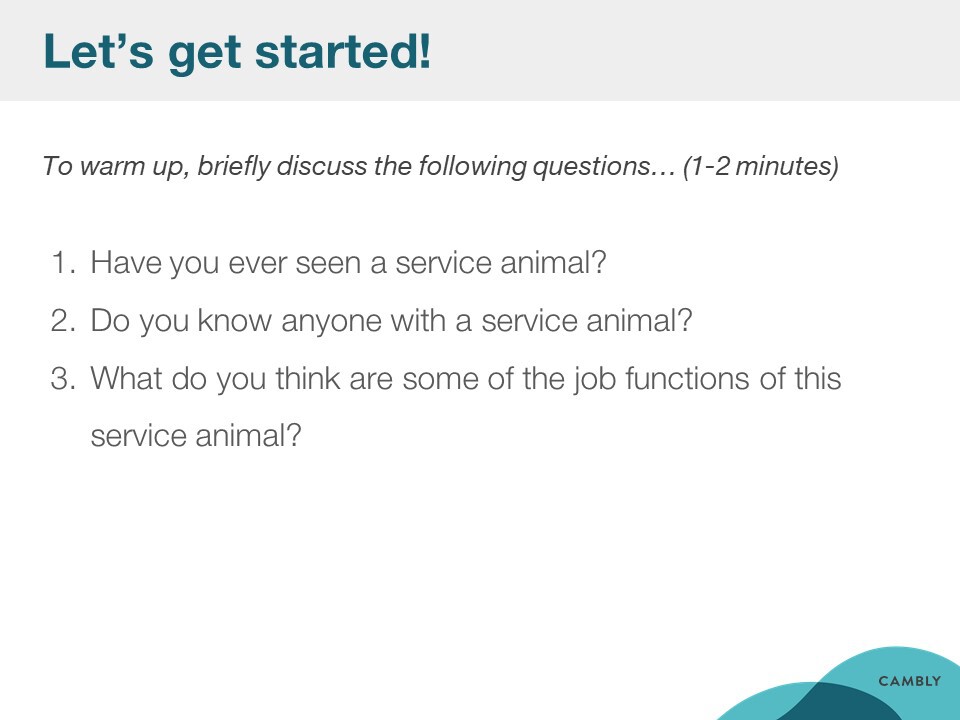 Let’s get started!
To warm up, briefly discuss the following questions… (1-2 minutes)
1. Have you ever seen a service animal?
2. Do you know anyone with a service animal?
3. What do you think are some of the job functions of this
service animal?
CAMBLY